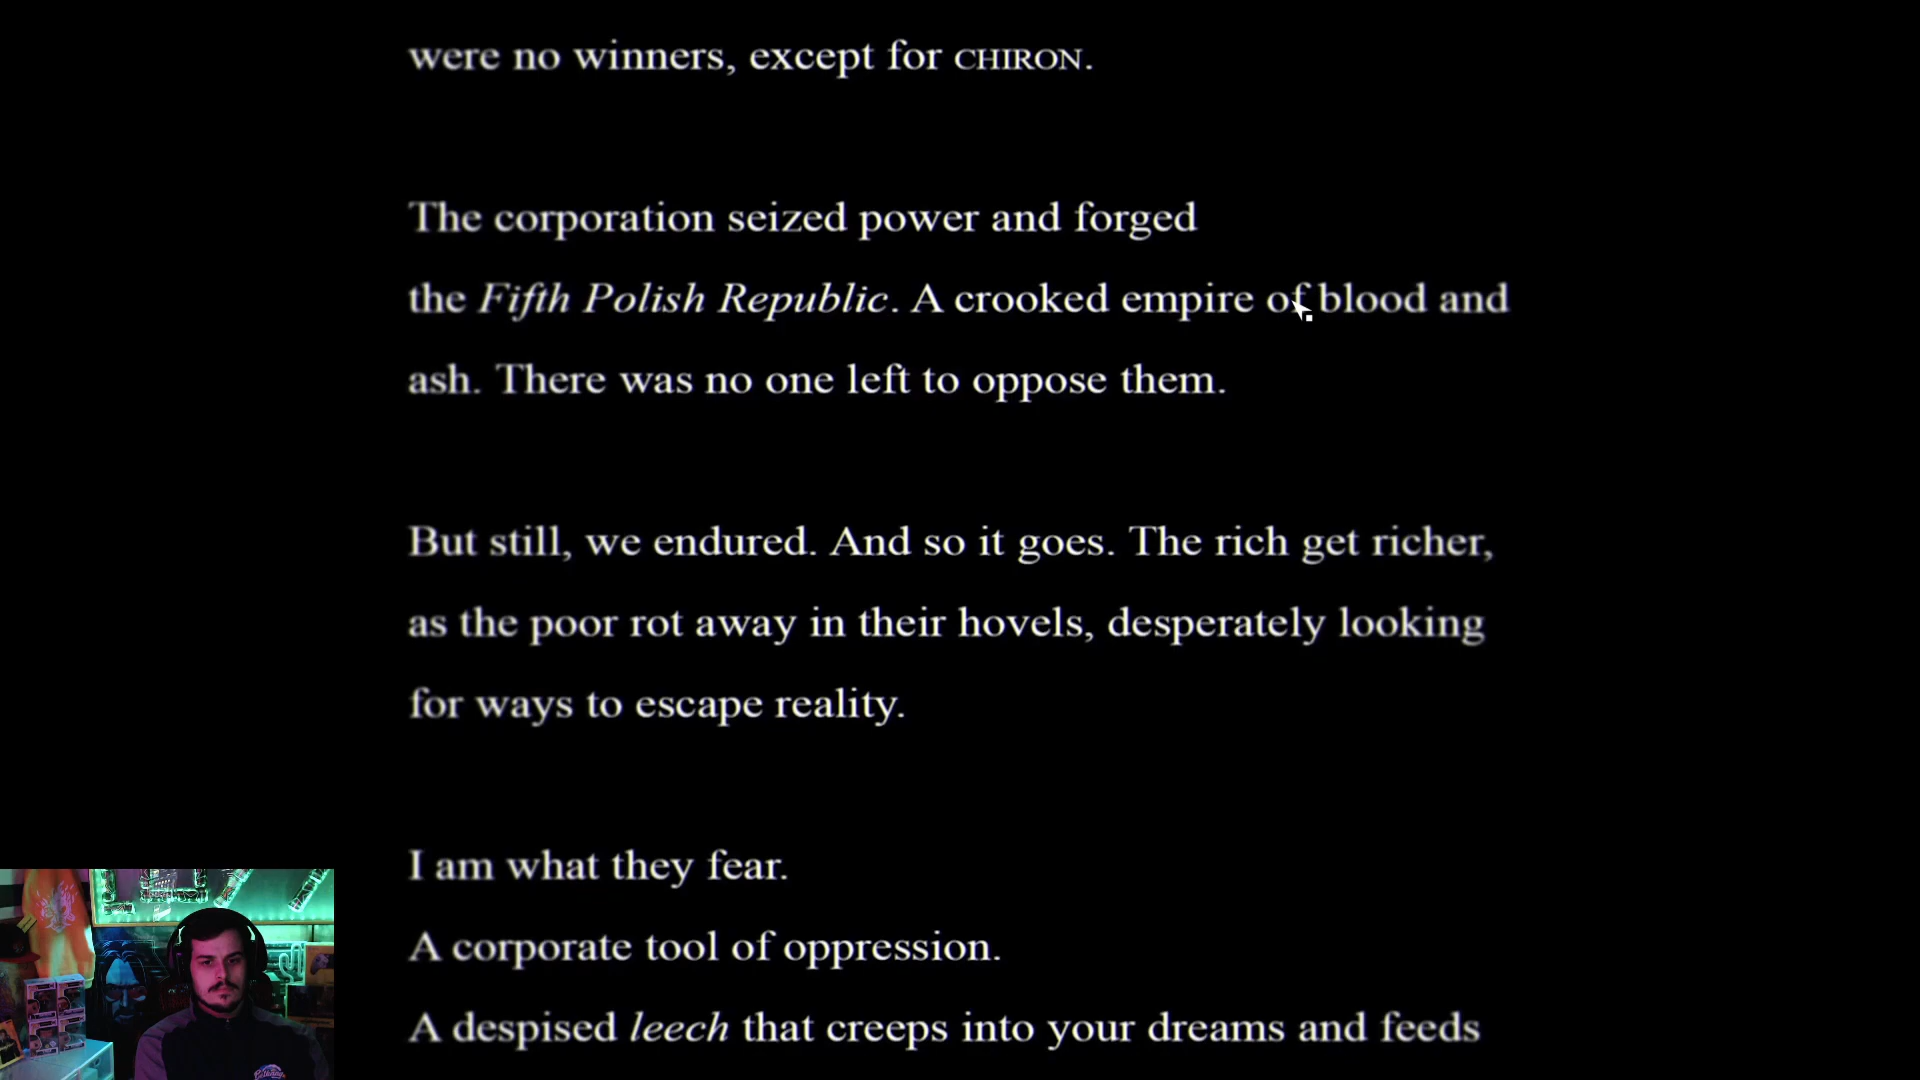 were no winners, except for CHIRON.
The corporation seized power and forged
the Fifth Polish Republic. A crooked empire of blood and
ash. There was no one left to oppose them.
But still, we endured. And so it goes. The rich get richer,
as the poor rot away in their hovels, desperately looking
for ways to escape reality.
I am what they fear.
A corporate tool of oppression.
A despised leech that creeps into your dreams and feeds